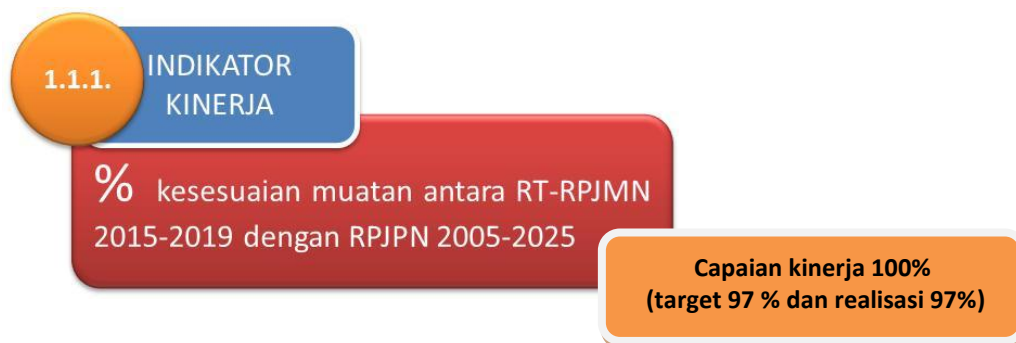 1.1.1.
INDIKATOR
KINERJA
% kesesuaian muatan antara RT-RPJMN
2015-2019 dengan RPJPN 2005-2025
Capaian kinerja 100%
(target 97 % dan realisasi 97%)